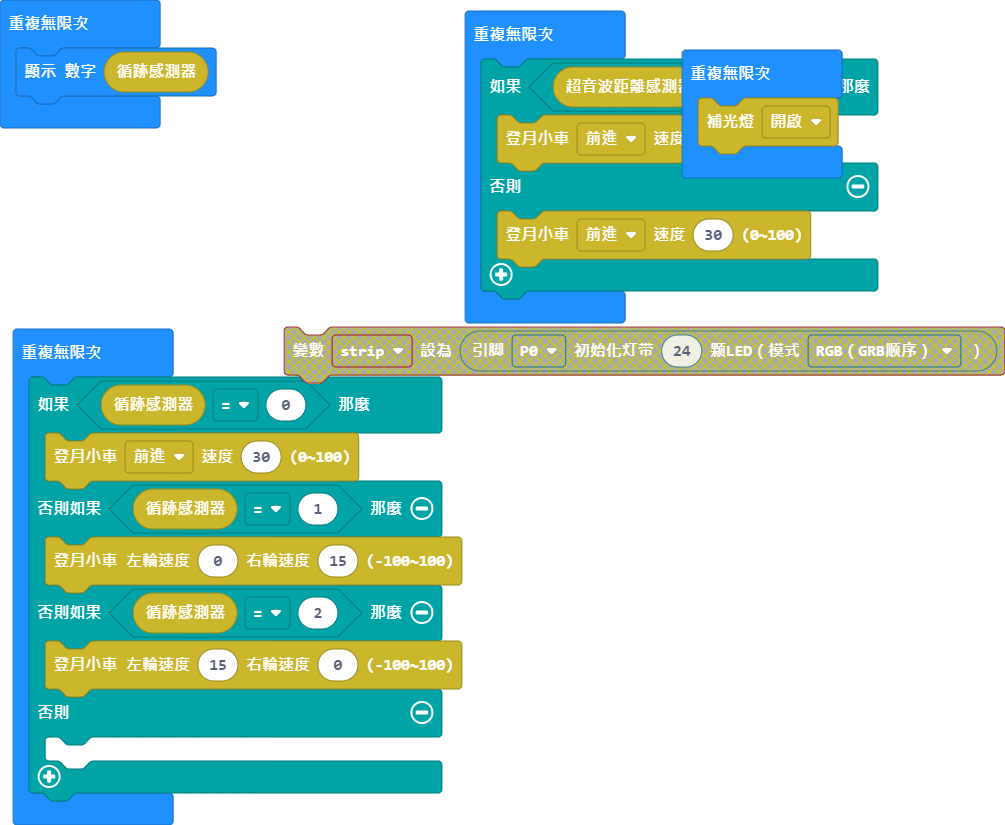 重複無限次
顯示 數字 循跡感測器
重複無限次
如果 超音波距離感測 那麼
登月小車 前進 速度
否則
登月小車 前進 速度 30 (0~100)
重複無限次
補光燈 開啟
變數 strip 設為 引脚 P0 初始化灯带 24 颗LED（模式 RGB（GRB顺序） ）
重複無限次
如果 循跡感測器 = 0 那麼
登月小車 前進 速度 30 (0~100)
否則如果 循跡感測器 = 1 那麼
登月小車 左輪速度 0 右輪速度 15 (-100~100)
否則如果 循跡感測器 = 2 那麼
登月小車 左輪速度 15 右輪速度 0 (-100~100)
否則